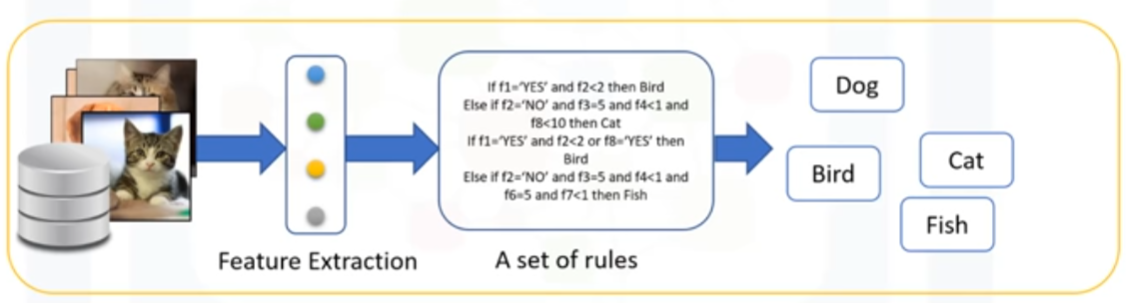 If f1='YES' and f2<2 then Bird
Else if f2='NO' and f3=5 and f4<1 and
f8<10 then Cat
If f1='YES' and f2<2 or f8='YES' then
Bird
Else if f2='NO' and f3=5 and f4<1 and
f6=5 and f7<1 then Fish
Feature Extraction
A set of rules
Dog
Bird
Cat
Fish